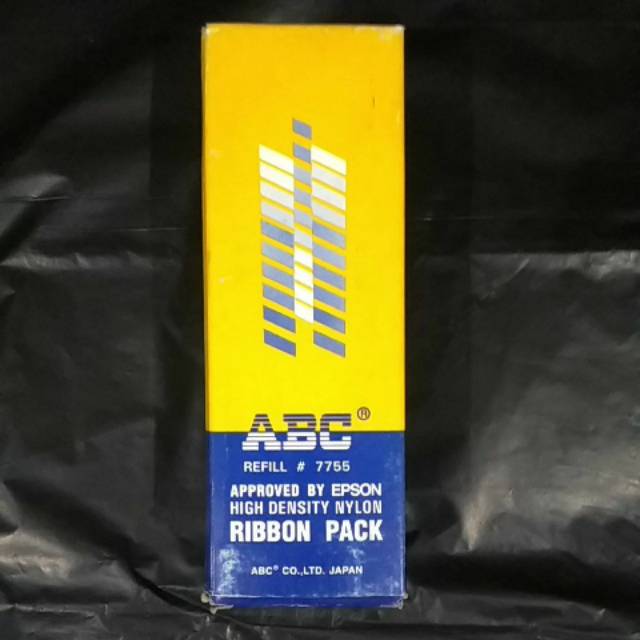 ABC®
REFILL # 7755
APPROVED BY EPSON
HIGH DENSITY NYLON
RIBBON PACK
ABC® CO.,LTD. JAPAN